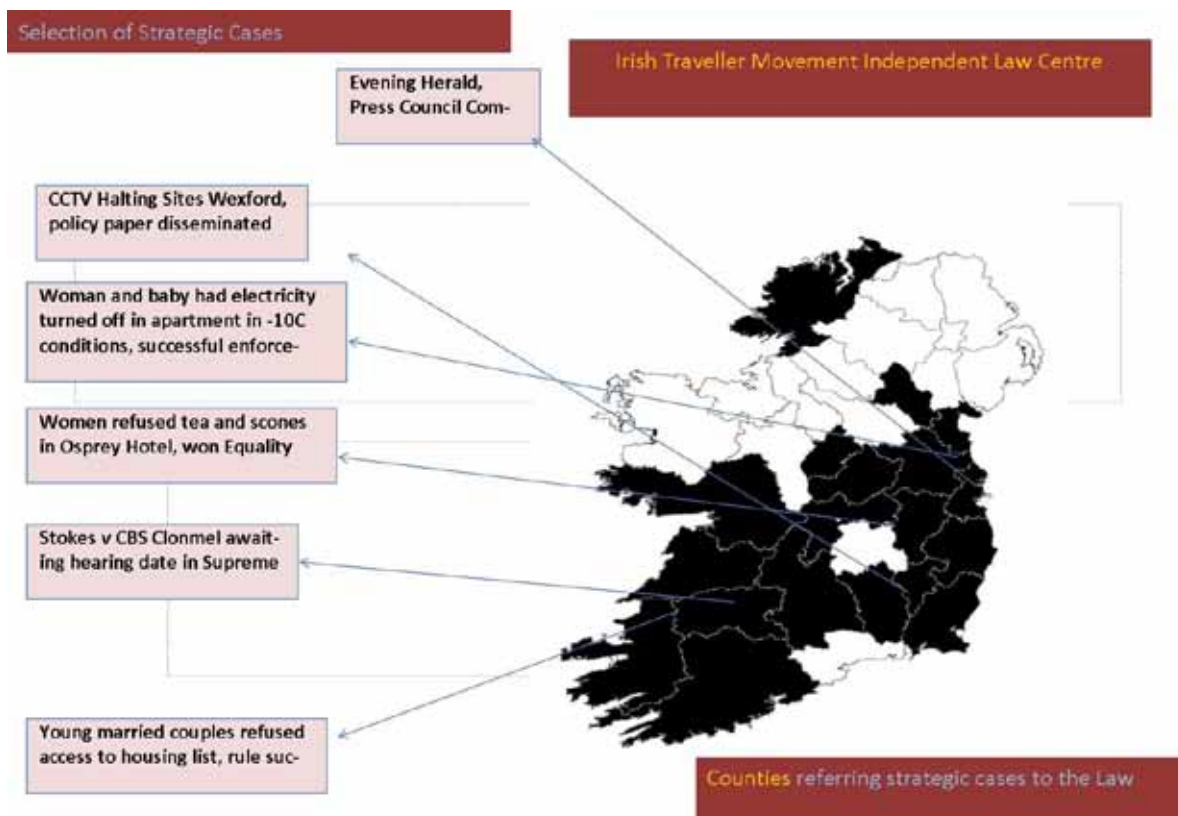 Selection of Strategic Cases
Irish Traveller Movement Independent Law Centre
Evening Herald,
Press Council Com-
CCTV Halting Sites Wexford,
policy paper disseminated
Woman and baby had electricity
turned off in apartment in -10C
conditions, successful enforce-
Women refused tea and scones
in Osprey Hotel, won Equality
Stokes v CBS Clonmel await-
ing hearing date in Supreme
Young married couples refused
access to housing list, rule suc-
Counties referring strategic cases to the Law